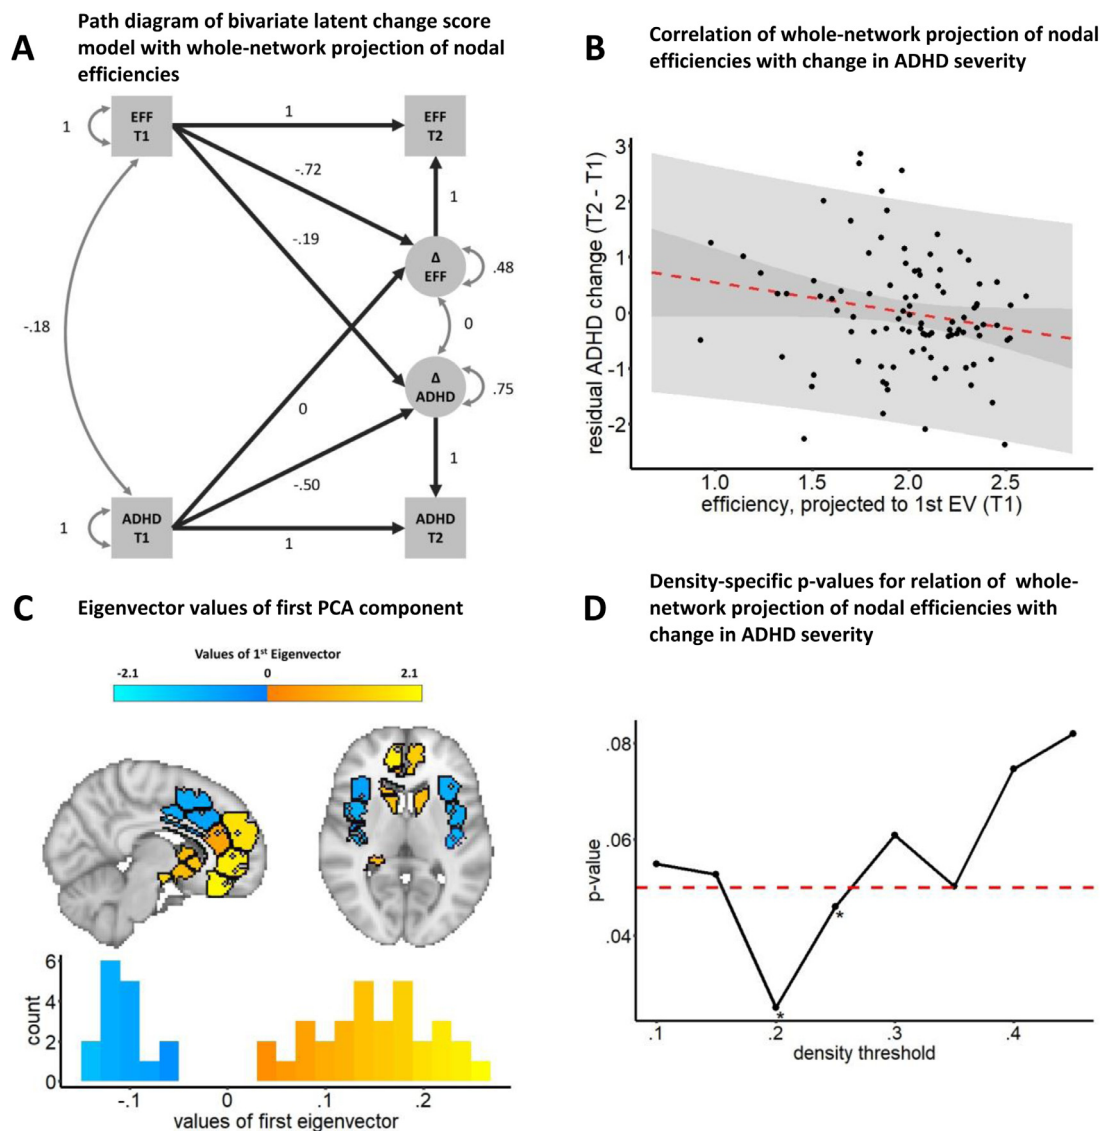 A
Path diagram of bivariate latent change score
model with whole-network projection of nodal
efficiencies
EFF
T1
1
1
EFF
T2
-.72
1
-.19
Δ
EFF
.48
-.18
0
Δ
ADHD
.75
0
-.50
1
ADHD
T1
1
1
ADHD
T2
B
Correlation of whole-network projection of nodal
efficiencies with change in ADHD severity
residual ADHD change (T2 - T1)
3
2
1
0
-1
-2
1.0 1.5 2.0 2.5
efficiency, projected to 1st EV (T1)
C
Eigenvector values of first PCA component
Values of 1st Eigenvector
-2.1 0 2.1
count
6
4
2
0
-.1 0 .1 .2
values of first eigenvector
D
Density-specific p-values for relation of whole-
network projection of nodal efficiencies with
change in ADHD severity
p-value
.08
.06
.04
*
*
.1 .2 .3 .4
density threshold